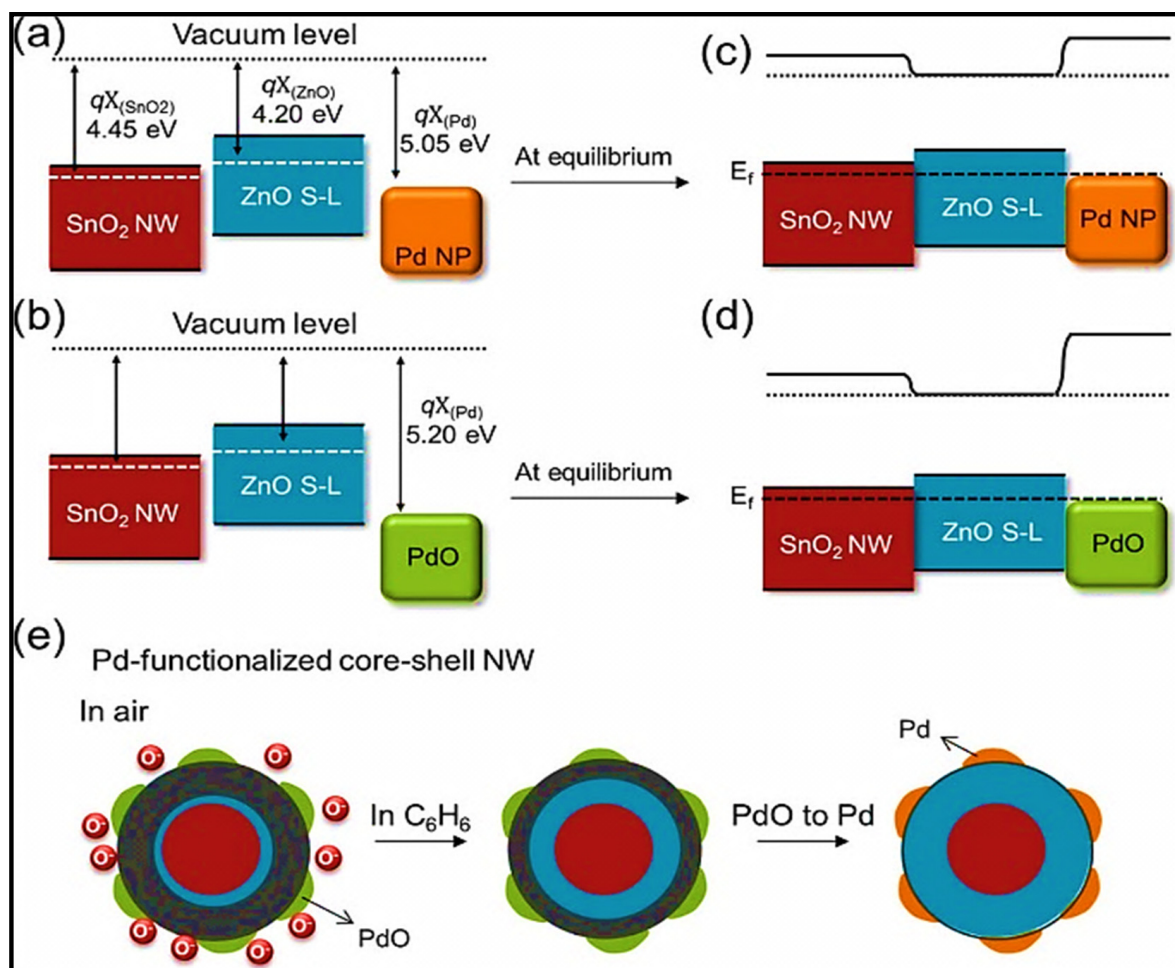 (a)
Vacuum level
qX(SnO2)
4.45 eV
qX(ZnO)
4.20 eV
qX(Pd)
5.05 eV
SnO₂ NW
ZnO S-L
Pd NP
At equilibrium
(c)
E_f
SnO₂ NW
ZnO S-L
Pd NP
(b)
Vacuum level
qX(Pd)
5.20 eV
SnO₂ NW
ZnO S-L
PdO
At equilibrium
(d)
E_f
SnO₂ NW
ZnO S-L
PdO
(e)
Pd-functionalized core-shell NW
In air
O⁻
O⁻
O⁻
O⁻
O⁻
O⁻
O⁻
O⁻
O⁻
O⁻
PdO
In C₆H₆
PdO to Pd
Pd